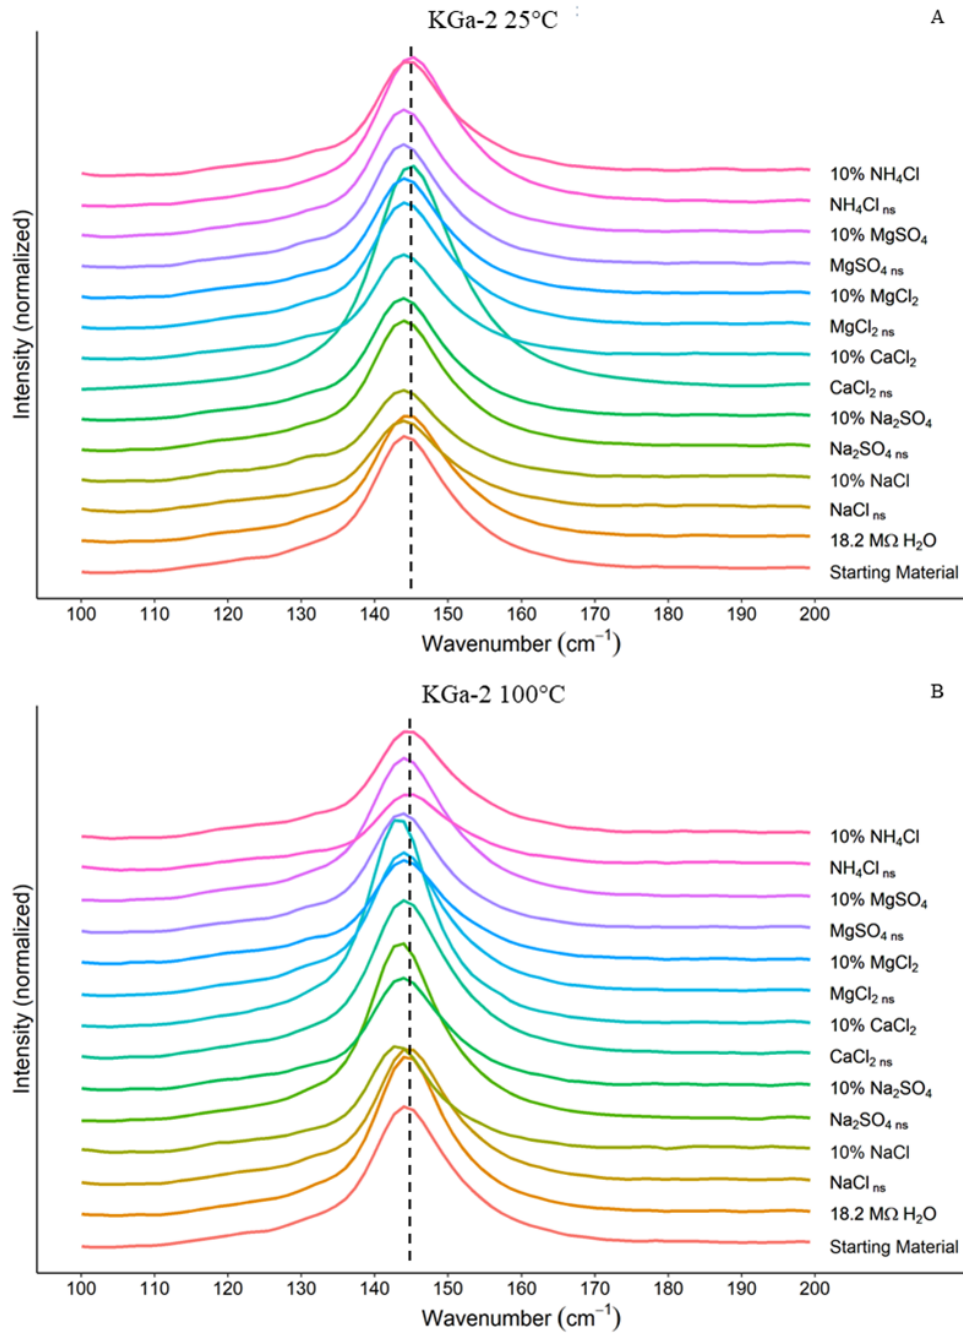 KGa-2 25°C
A
10% NH₄Cl
NH₄Cl ns
10% MgSO₄
MgSO₄ ns
10% MgCl₂
MgCl₂ ns
10% CaCl₂
CaCl₂ ns
10% Na₂SO₄
Na₂SO₄ ns
10% NaCl
NaCl ns
18.2 MΩ H₂O
Starting Material
Intensity (normalized)
100 110 120 130 140 150 160 170 180 190 200
Wavenumber (cm⁻¹)
KGa-2 100°C
B
10% NH₄Cl
NH₄Cl ns
10% MgSO₄
MgSO₄ ns
10% MgCl₂
MgCl₂ ns
10% CaCl₂
CaCl₂ ns
10% Na₂SO₄
Na₂SO₄ ns
10% NaCl
NaCl ns
18.2 MΩ H₂O
Starting Material
Intensity (normalized)
100 110 120 130 140 150 160 170 180 190 200
Wavenumber (cm⁻¹)